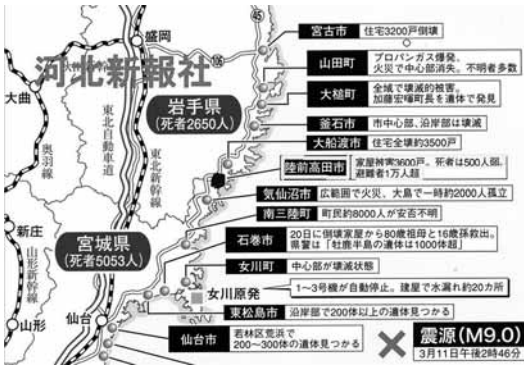 45
宮古市 住宅3200戸倒壊
盛岡
106
山田町 プロパンガス爆発、
火災で中心部消失。不明者多数
河北新報社
大曲
大槌町 全域で壊滅的被害。
加藤宏暉町長を遺体で発見
岩手県
(死者2650人)
釜石市 市中心部、沿岸部は壊滅
東北自動車道
東北新幹線
奥羽線
大船渡市 住宅全壊約3500戸
陸前高田市 家屋被害3600戸。死者は500人弱。
避難者1万人超
気仙沼市 広範囲で火災、大島で一時約2000人孤立
南三陸町 町民約8000人が安否不明
新庄
宮城県
(死者5053人)
石巻市 20日に倒壊家屋から80歳祖母と16歳孫救出。
県警は「牡鹿半島の遺体は1000体超」
山形新幹線
女川町 中心部が壊滅状態
女川原発 1~3号機が自動停止。建屋で水漏れ約20カ所
東松島市 沿岸部で200体以上の遺体見つかる
山形
仙台
仙台市 若林区荒浜で
200~300体の遺体見つかる
震源(M9.0)
3月11日午後2時46分